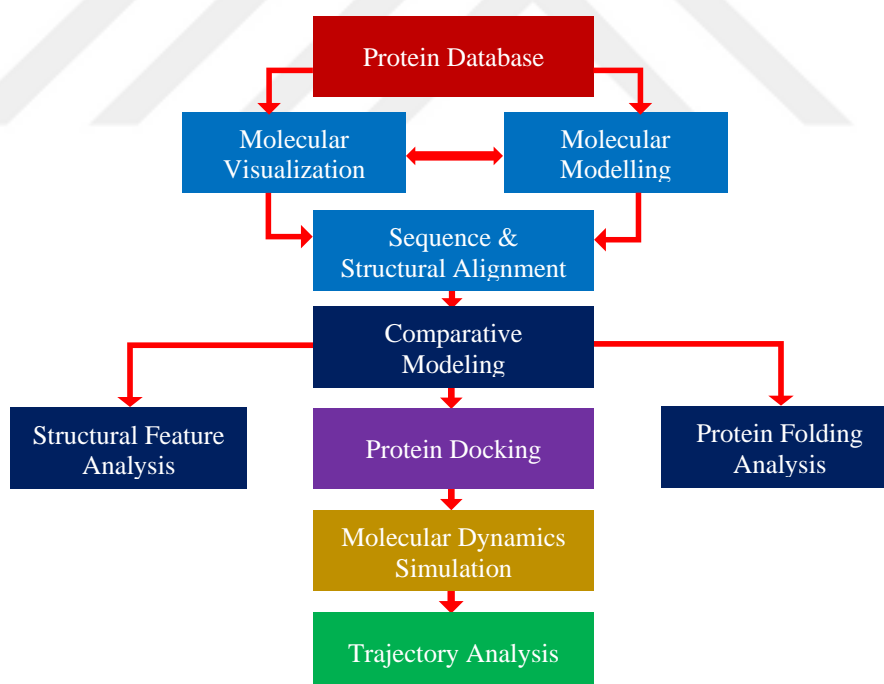 Protein Database
Molecular
Visualization
Molecular
Modelling
Sequence &
Structural Alignment
Comparative
Modeling
Structural Feature
Analysis
Protein Docking
Protein Folding
Analysis
Molecular Dynamics
Simulation
Trajectory Analysis